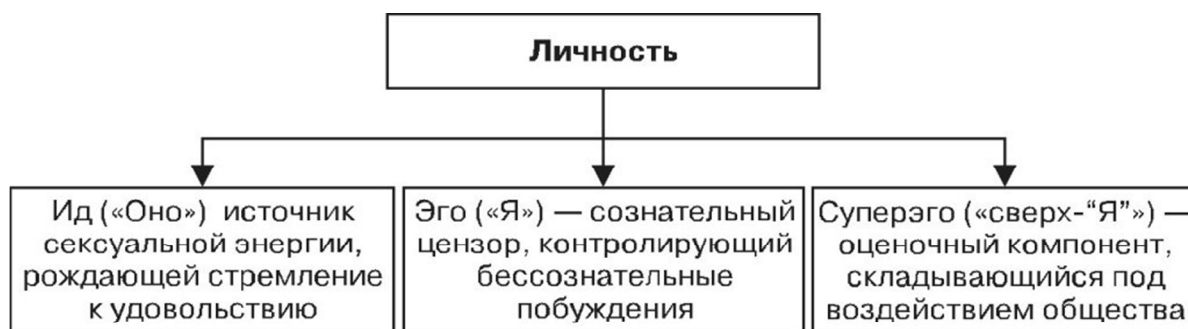 Личность
Ид («Оно») источник
сексуальной энергии,
рождающей стремление
к удовольствию
Эго («Я») — сознательный
цензор, контролирующий
бессознательные
побуждения
Суперэго («сверх-“Я”») —
оценочный компонент,
складывающийся под
воздействием общества